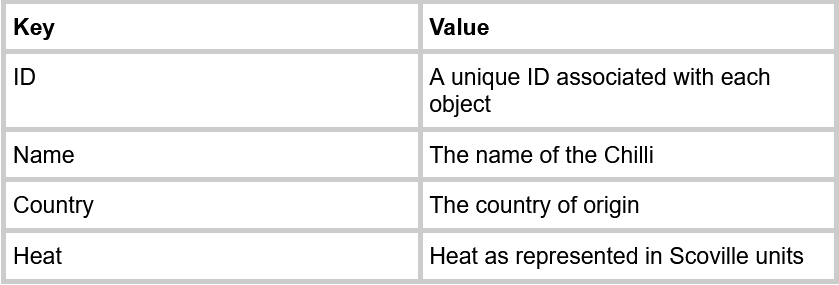 Key Value
ID A unique ID associated with each
object
Name The name of the Chilli
Country The country of origin
Heat Heat as represented in Scoville units